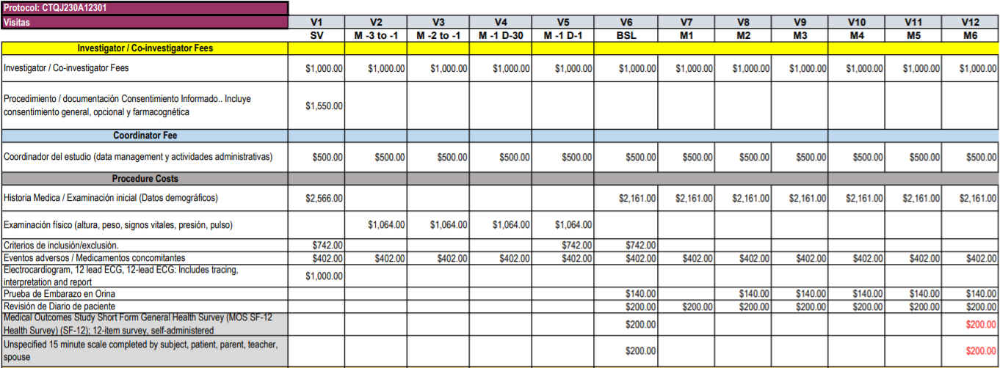 Protocol: CTQJ230A12301
Visitas V1 V2 V3 V4 V5 V6 V7 V8 V9 V10 V11 V12
SV M -3 to -1 M -2 to -1 M -1 D-30 M -1 D-1 BSL M1 M2 M3 M4 M5 M6
Investigator / Co-investigator Fees
Investigator / Co-investigator Fees $1,000.00 $1,000.00 $1,000.00 $1,000.00 $1,000.00 $1,000.00 $1,000.00 $1,000.00 $1,000.00 $1,000.00 $1,000.00 $1,000.00
Procedimiento / documentación Consentimiento Informado.. Incluye
consentimiento general, opcional y farmacognética $1,550.00
Coordinator Fee
Coordinador del estudio (data management y actividades administrativas) $500.00 $500.00 $500.00 $500.00 $500.00 $500.00 $500.00 $500.00 $500.00 $500.00 $500.00 $500.00
Procedure Costs
Historia Medica / Examinación inicial (Datos demográficos) $2,566.00 $2,161.00 $2,161.00 $2,161.00 $2,161.00 $2,161.00 $2,161.00 $2,161.00
Examinación físico (altura, peso, signos vitales, presión, pulso) $1,064.00 $1,064.00 $1,064.00 $1,064.00
Criterios de inclusión/exclusión. $742.00 $742.00 $742.00
Eventos adversos / Medicamentos concomitantes $402.00 $402.00 $402.00 $402.00 $402.00 $402.00 $402.00 $402.00 $402.00 $402.00 $402.00 $402.00
Electrocardiogram, 12 lead ECG, 12-lead ECG: Includes tracing,
interpretation and report $1,000.00
Prueba de Embarazo en Orina $140.00 $140.00 $140.00 $140.00 $140.00 $140.00
Revisión de Diario de paciente $200.00 $200.00 $200.00 $200.00 $200.00 $200.00 $200.00
Medical Outcomes Study Short Form General Health Survey (MOS SF-12
Health Survey) (SF-12); 12-item survey, self-administered $200.00 $200.00
Unspecified 15 minute scale completed by subject, patient, parent, teacher,
spouse $200.00 $200.00